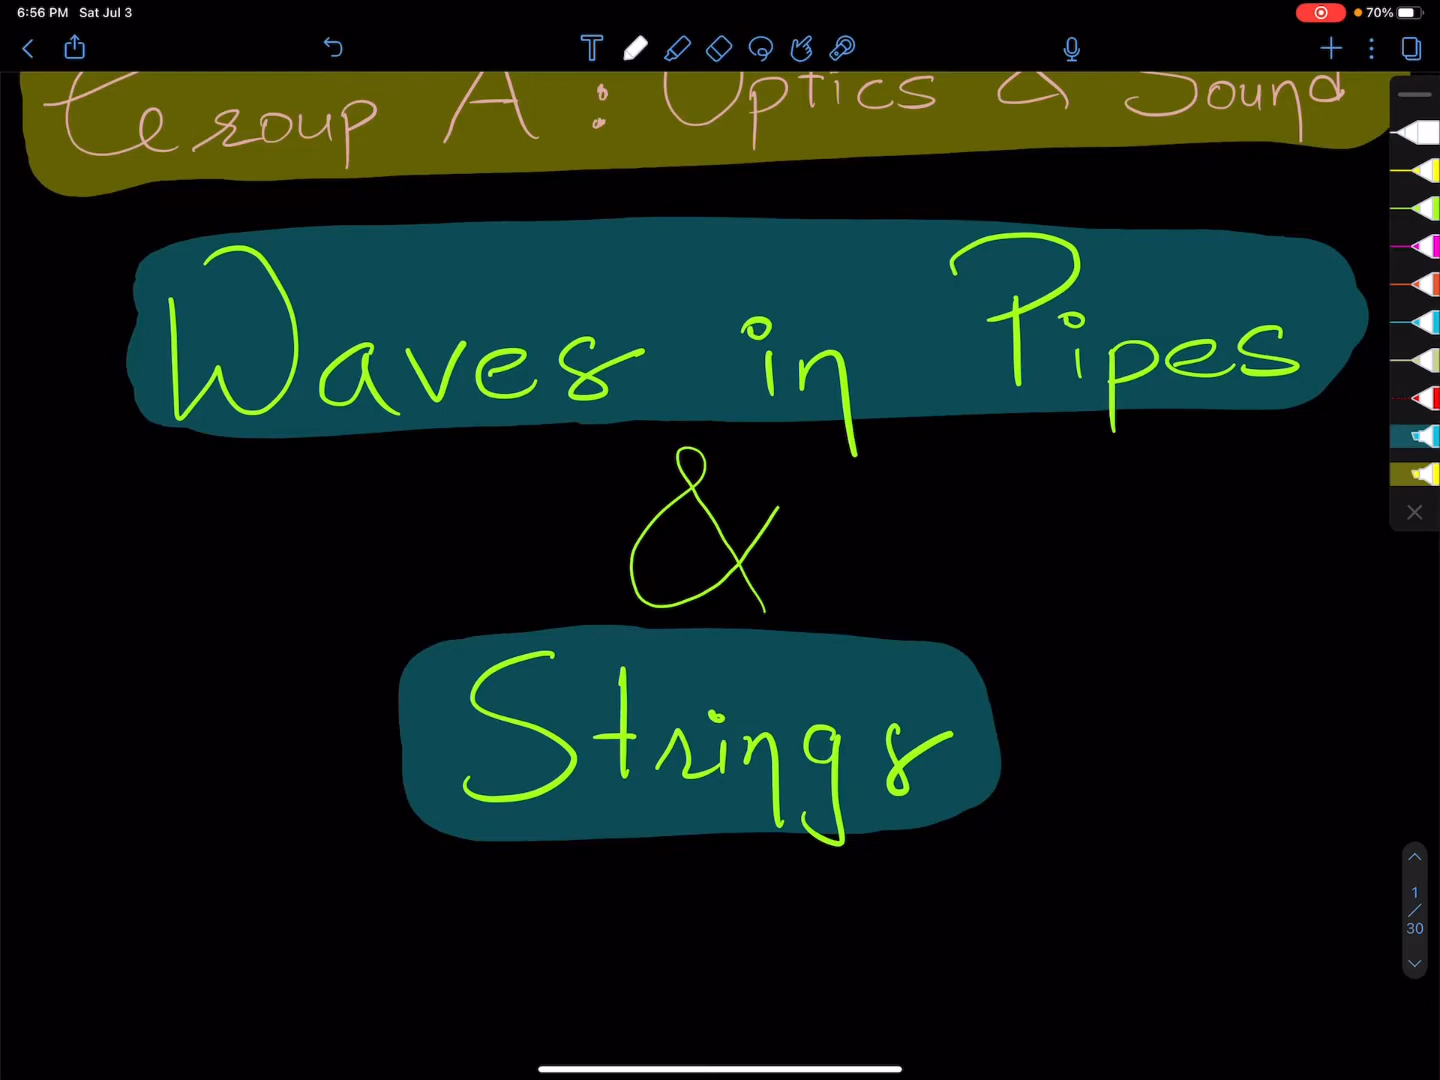 6:56 PM Sat Jul 3
70%
T
Group A : Optics & Sound
Waves in Pipes
&
Strings
1
/
30